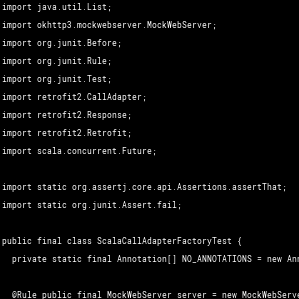 import java.util.List;
import okhttp3.mockwebserver.MockWebServer;
import org.junit.Before;
import org.junit.Rule;
import org.junit.Test;
import retrofit2.CallAdapter;
import retrofit2.Response;
import retrofit2.Retrofit;
import scala.concurrent.Future;
import static org.assertj.core.api.Assertions.assertThat;
import static org.junit.Assert.fail;
public final class ScalaCallAdapterFactoryTest {
private static final Annotation[] NO_ANNOTATIONS = new Ann
@Rule public final MockWebServer server = new MockWebServe